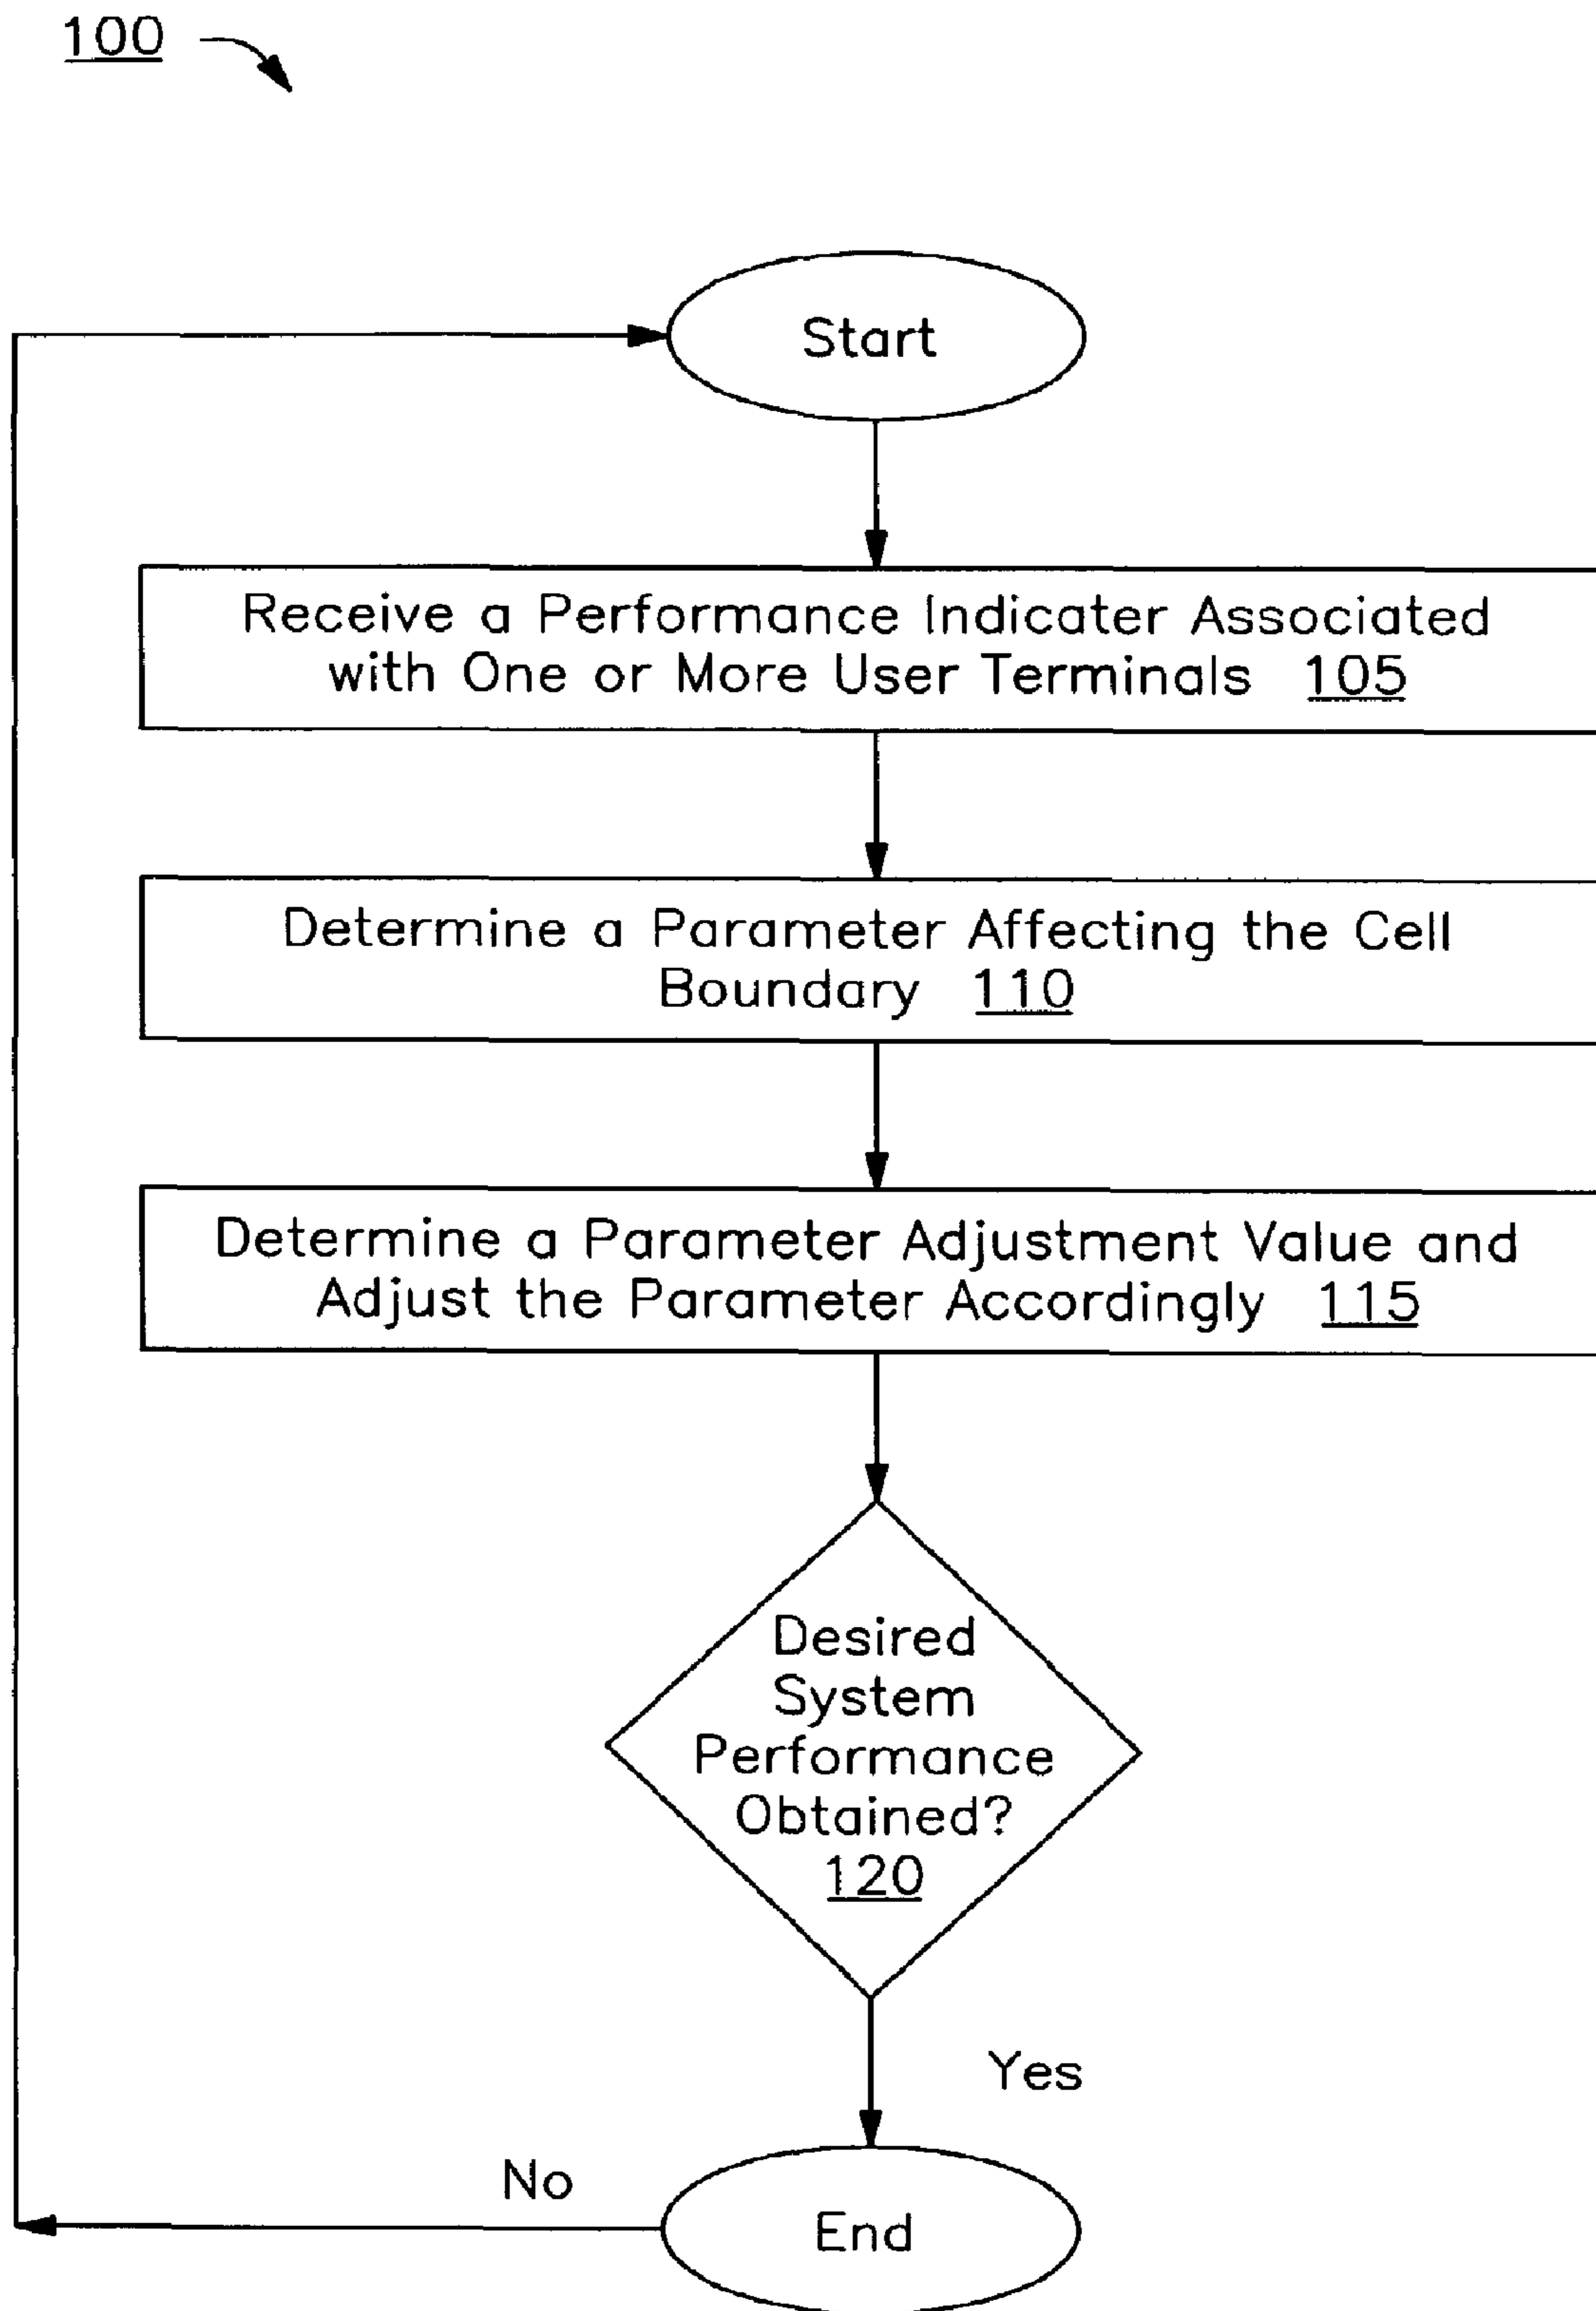 100
Start
Receive a Performance Indicater Associated
with One or More User Terminals 105
Determine a Parameter Affecting the Cell
Boundary 110
Determine a Parameter Adjustment Value and
Adjust the Parameter Accordingly 115
Desired
System
Performance
Obtained?
120
Yes
No
End